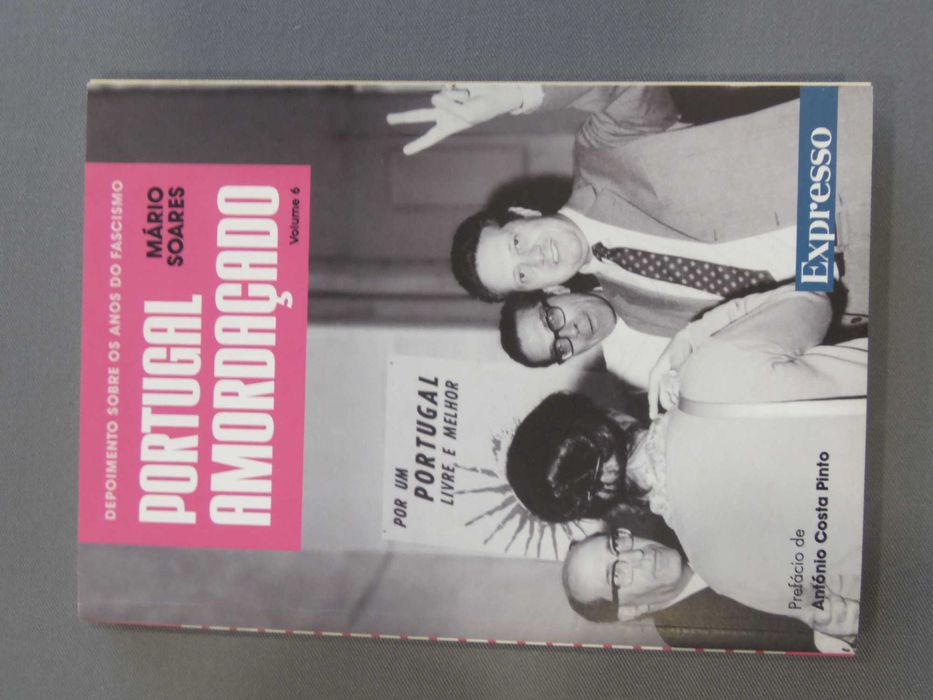 DEPOIMENTO SOBRE OS ANOS DO FASCISMO
MÁRIO
SOARES
PORTUGAL
AMORDAÇADO
Volume 6
POR UM
PORTUGAL
LIVRE E MELHOR
Prefácio de
António Costa Pinto
Expresso